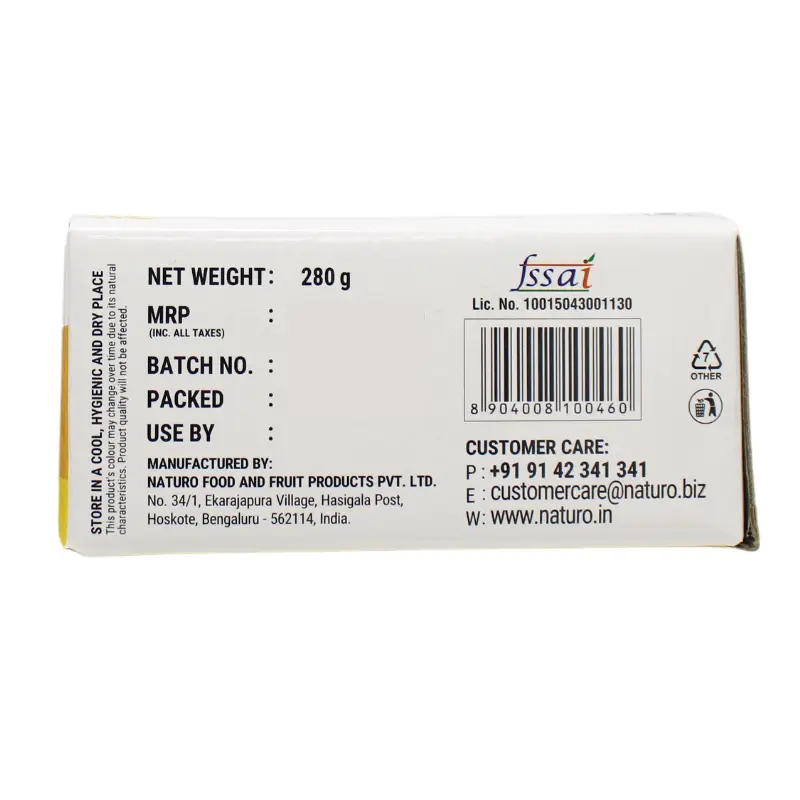 STORE IN A COOL, HYGIENIC AND DRY PLACE
This product's colour may change over time due to its natural
characteristics. Product quality will not be affected.
NET WEIGHT: 280 g
MRP :
(INC. ALL TAXES)
BATCH NO. :
PACKED :
USE BY :
MANUFACTURED BY:
NATURO FOOD AND FRUIT PRODUCTS PVT. LTD.
No. 34/1, Ekarajapura Village, Hasigala Post,
Hoskote, Bengaluru - 562114, India.
fssai
Lic. No. 10015043001130
8 904008 100460
7
OTHER
CUSTOMER CARE:
P : +91 91 42 341 341
E : customercare@naturo.biz
W: www.naturo.in